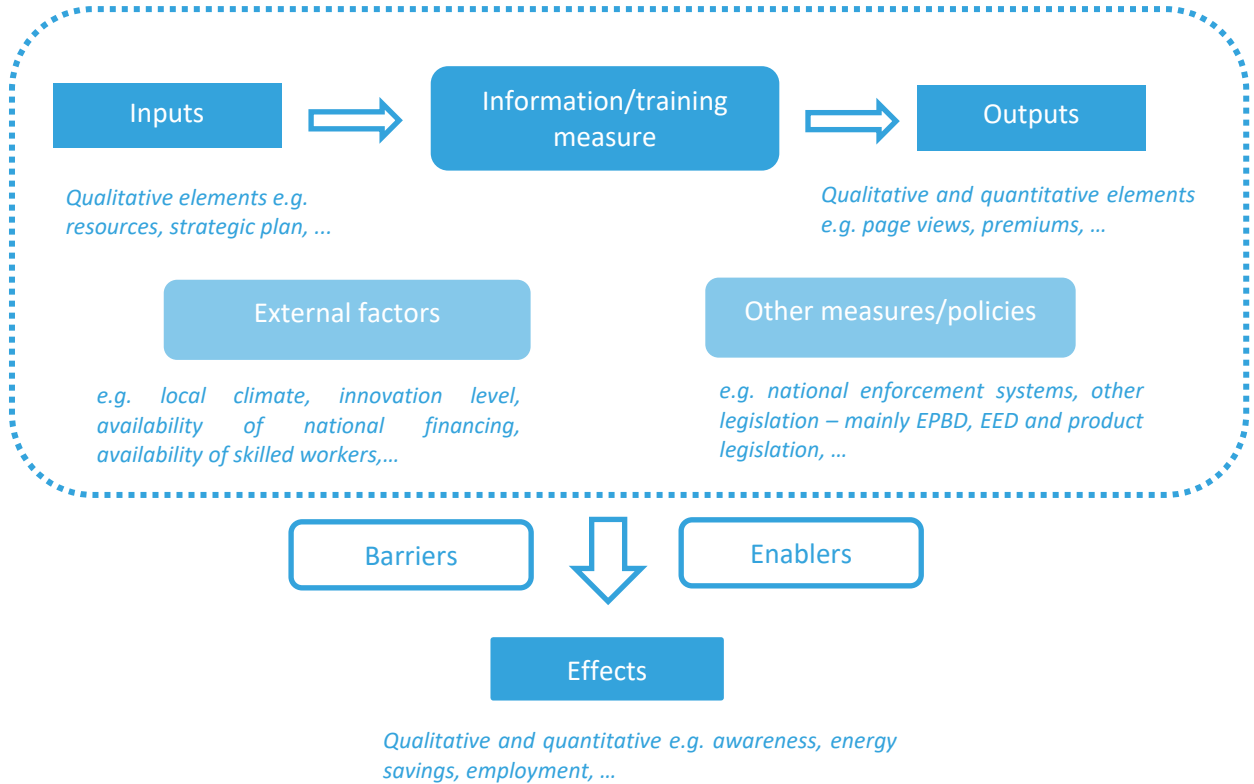 Inputs
Information/training
measure
Outputs
Qualitative elements e.g.
resources, strategic plan, ...
Qualitative and quantitative elements
e.g. page views, premiums, …
External factors
Other measures/policies
e.g. local climate, innovation level,
availability of national financing,
availability of skilled workers,…
e.g. national enforcement systems, other
legislation – mainly EPBD, EED and product
legislation, …
Barriers
Enablers
Effects
Qualitative and quantitative e.g. awareness, energy
savings, employment, …